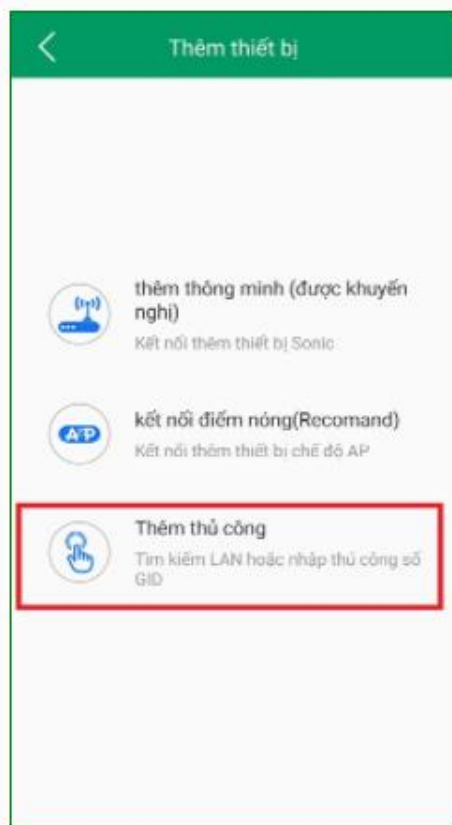 Thêm thiết bị
thêm thông minh (được khuyến
nghị)
Kết nối thêm thiết bị Sonic
AP
kết nối điểm nóng(Recomand)
Kết nối thêm thiết bị chế độ AP
Thêm thủ công
Tìm kiếm LAN hoặc nhập thủ công số
GID